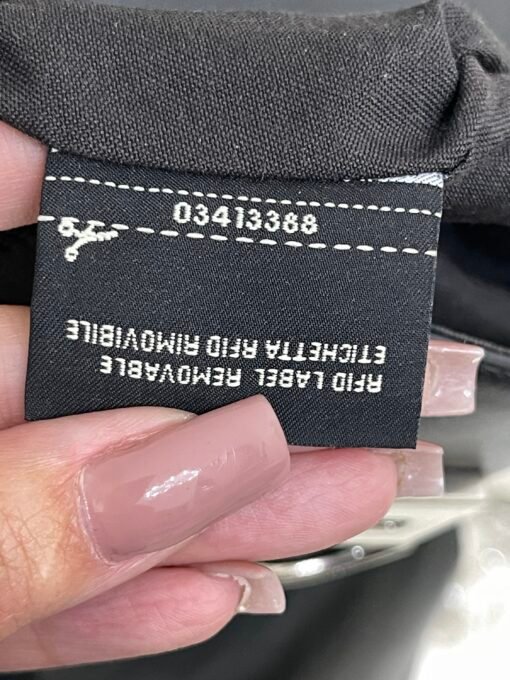 03413388
RFID LABEL REMOVABLE
ETICHETTA RFID RIMOVIBILE